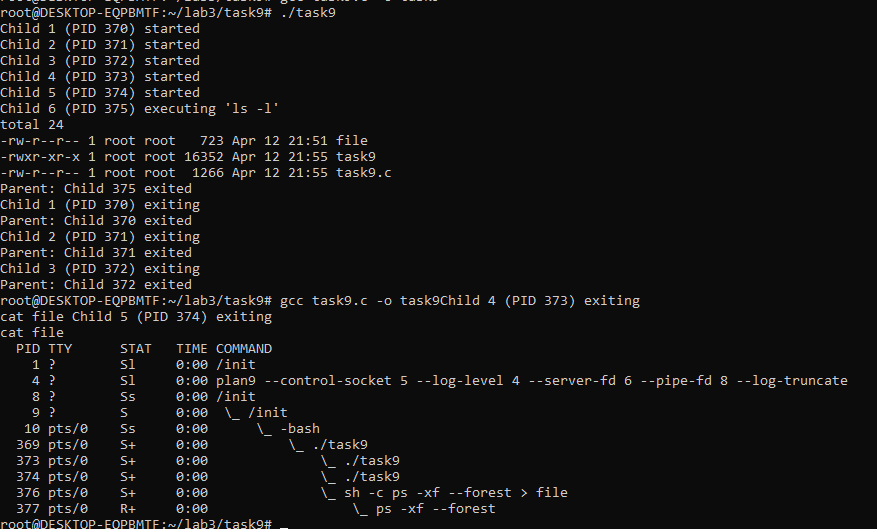 root@DESKTOP-EQPBMTF:~/lab3/task9# ./task9
Child 1 (PID 370) started
Child 2 (PID 371) started
Child 3 (PID 372) started
Child 4 (PID 373) started
Child 5 (PID 374) started
Child 6 (PID 375) executing 'ls -l'
total 24
-rw-r--r-- 1 root root   723 Apr 12 21:51 file
-rwxr-xr-x 1 root root 16352 Apr 12 21:55 task9
-rw-r--r-- 1 root root  1266 Apr 12 21:55 task9.c
Parent: Child 375 exited
Child 1 (PID 370) exiting
Parent: Child 370 exited
Child 2 (PID 371) exiting
Parent: Child 371 exited
Child 3 (PID 372) exiting
Parent: Child 372 exited
root@DESKTOP-EQPBMTF:~/lab3/task9# gcc task9.c -o task9Child 4 (PID 373) exiting
cat file Child 5 (PID 374) exiting
cat file
  PID TTY      STAT   TIME COMMAND
    1 ?        Sl     0:00 /init
    4 ?        Sl     0:00 plan9 --control-socket 5 --log-level 4 --server-fd 6 --pipe-fd 8 --log-truncate
    8 ?        Ss     0:00 /init
    9 ?        S      0:00  \_ /init
   10 pts/0    Ss     0:00      \_ -bash
  369 pts/0    S+     0:00          \_ ./task9
  373 pts/0    S+     0:00              \_ ./task9
  374 pts/0    S+     0:00              \_ ./task9
  376 pts/0    S+     0:00              \_ sh -c ps -xf --forest > file
  377 pts/0    R+     0:00                  \_ ps -xf --forest
root@DESKTOP-EQPBMTF:~/lab3/task9#